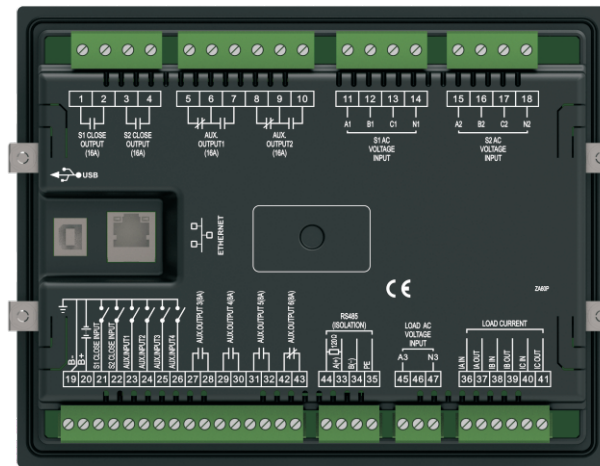 1 2 3 4 5 6 7 8 9 10 11 12 13 14 15 16 17 18
A1 B1 C1 N1 A2 B2 C2 N2
S1 CLOSE
OUTPUT
(16A)
S2 CLOSE
OUTPUT
(16A)
AUX.
OUTPUT1
(16A)
AUX.
OUTPUT2
(16A)
S1 AC
VOLTAGE
INPUT
S2 AC
VOLTAGE
INPUT
USB
ETHERNET
CE
ZA60P
B-
B+
S1 CLOSE INPUT
S2 CLOSE INPUT
AUX.INPUT1
AUX.INPUT2
AUX.INPUT3
AUX.INPUT4
AUX.OUTPUT 3(8A)
AUX.OUTPUT 4(8A)
AUX.OUTPUT 5(8A)
AUX.OUTPUT 6(8A)
RS485
(ISOLATION)
120Ω
A(+)
B(-)
PE
LOAD AC
VOLTAGE
INPUT
A3 N3
LOAD CURRENT
IA IN
IA OUT
IB IN
IB OUT
IC IN
IC OUT
19 20 21 22 23 24 25 26 27 28 29 30 31 32 42 43 44 33 34 35 45 46 47 36 37 38 39 40 41